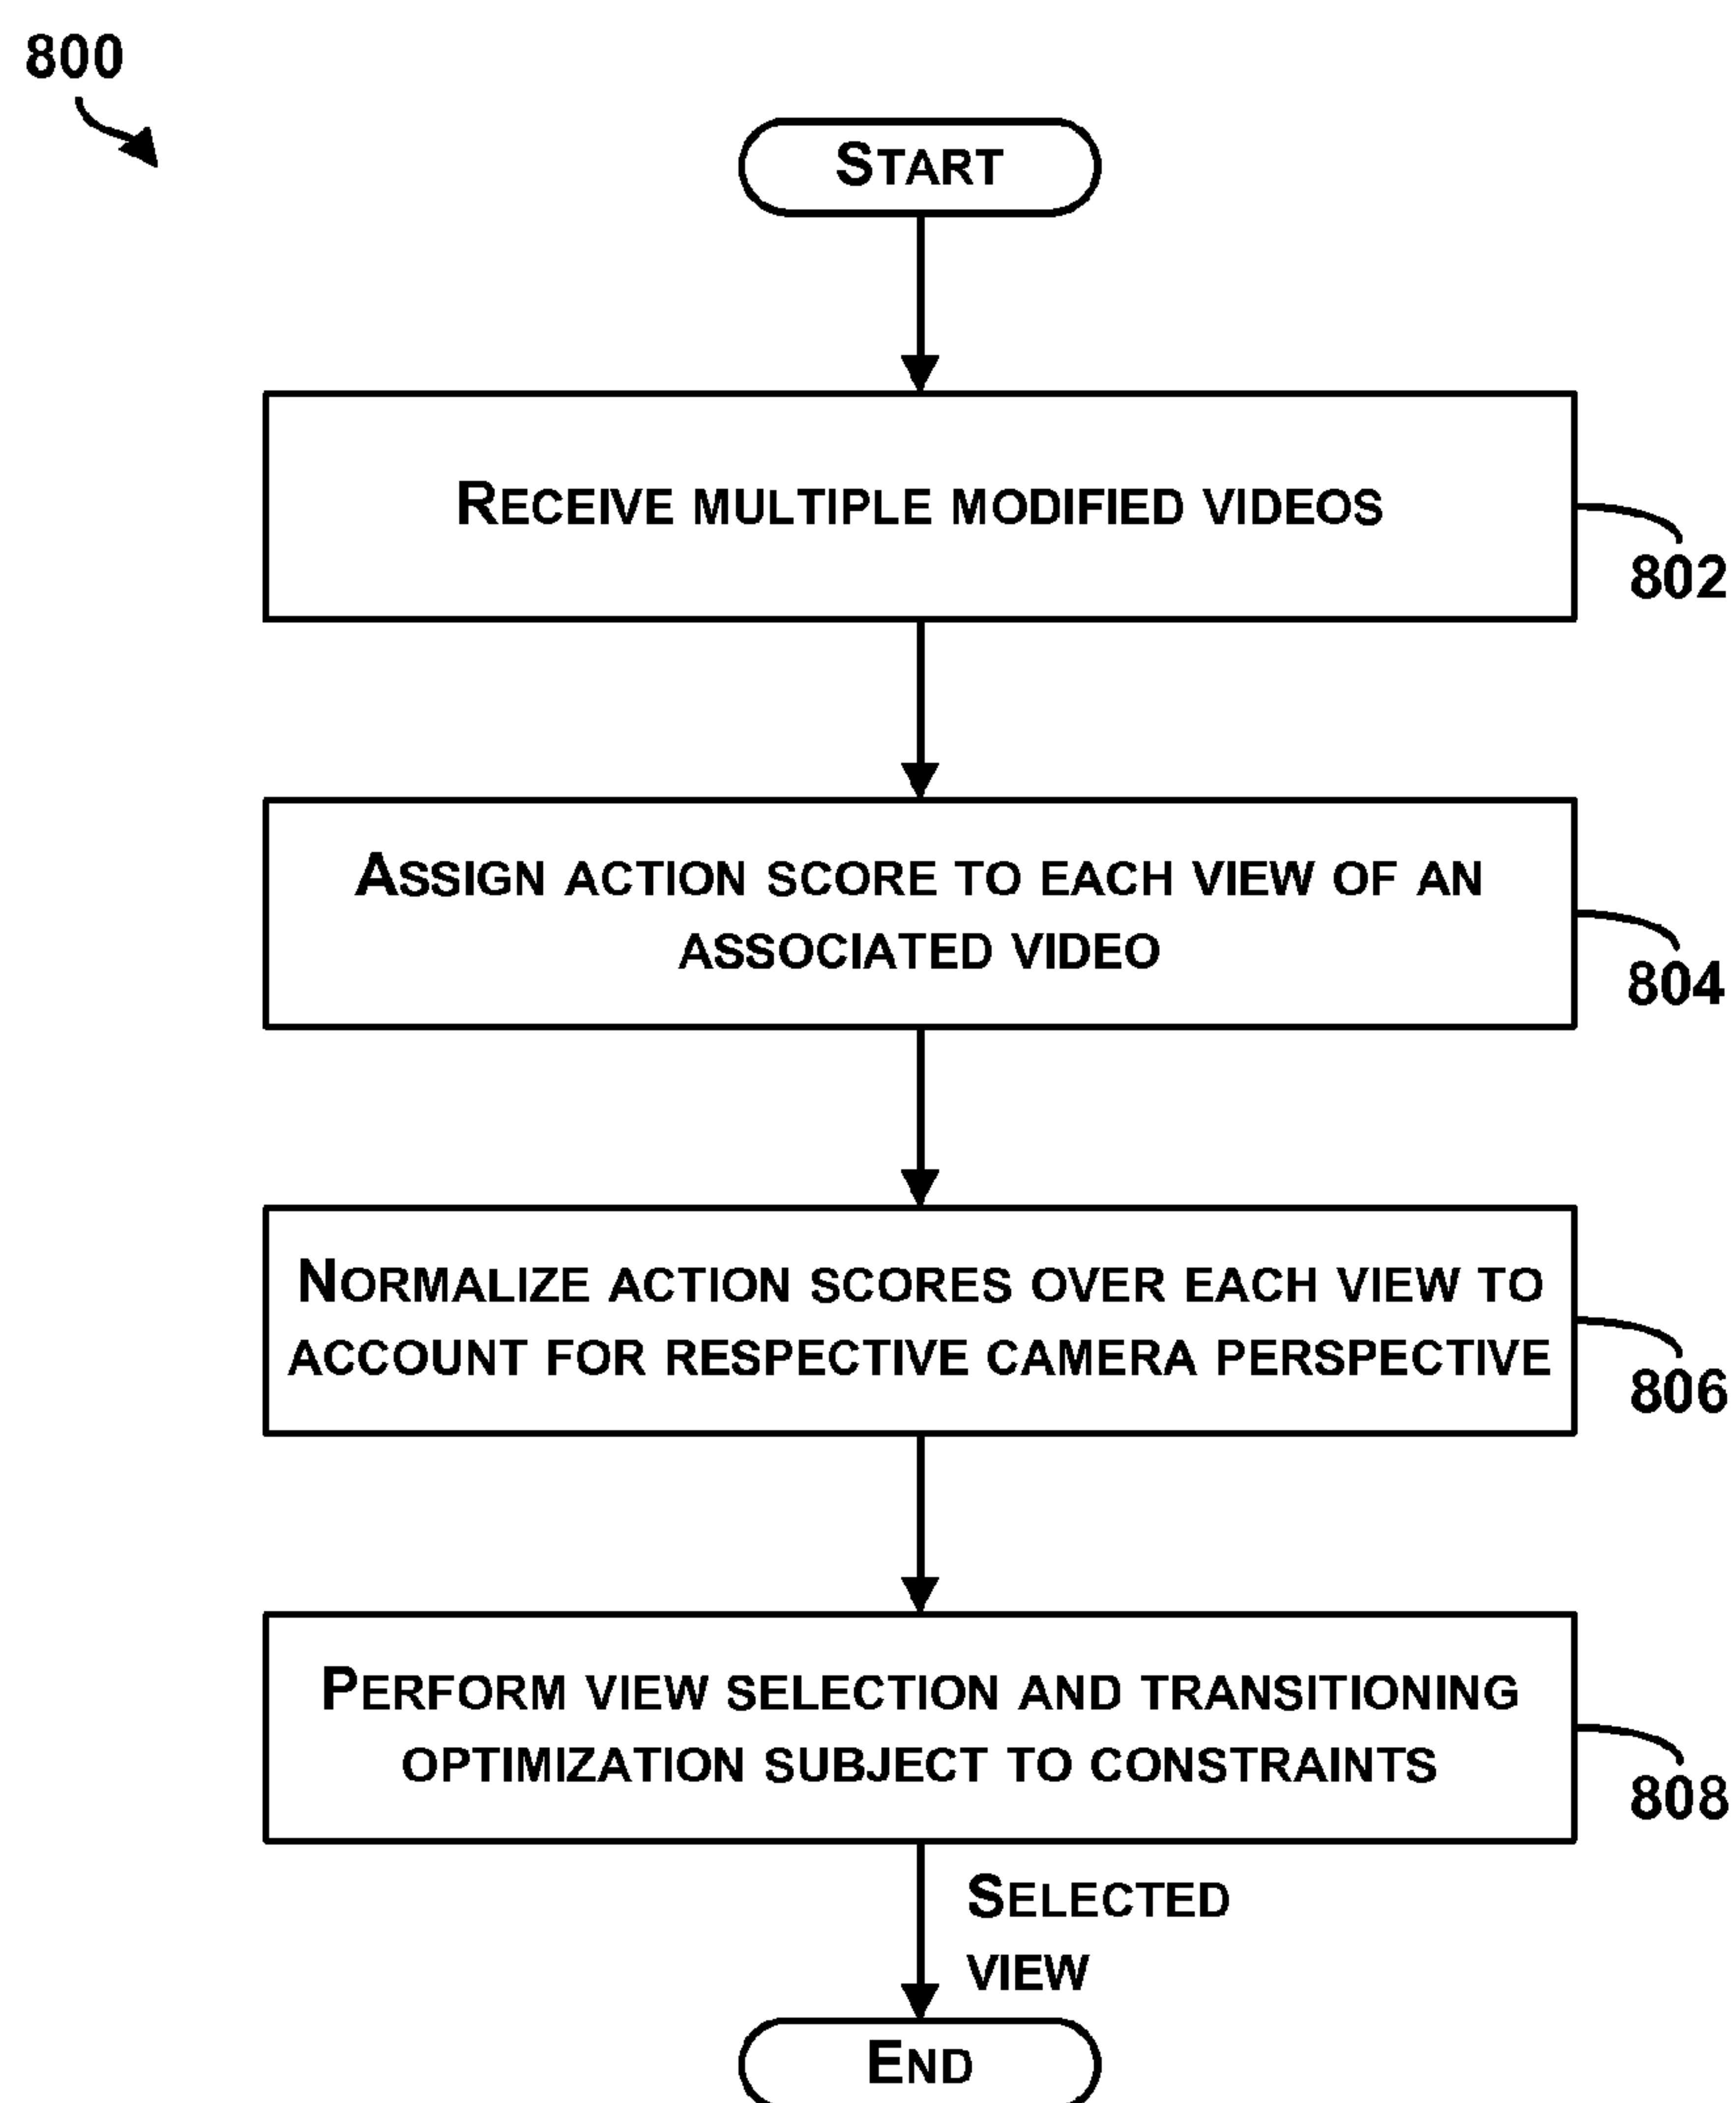 800
START
RECEIVE MULTIPLE MODIFIED VIDEOS
802
ASSIGN ACTION SCORE TO EACH VIEW OF AN
ASSOCIATED VIDEO
804
NORMALIZE ACTION SCORES OVER EACH VIEW TO
ACCOUNT FOR RESPECTIVE CAMERA PERSPECTIVE
806
PERFORM VIEW SELECTION AND TRANSITIONING
OPTIMIZATION SUBJECT TO CONSTRAINTS
808
SELECTED
VIEW
END